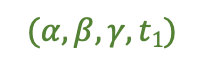 (α, β, γ, t₁)